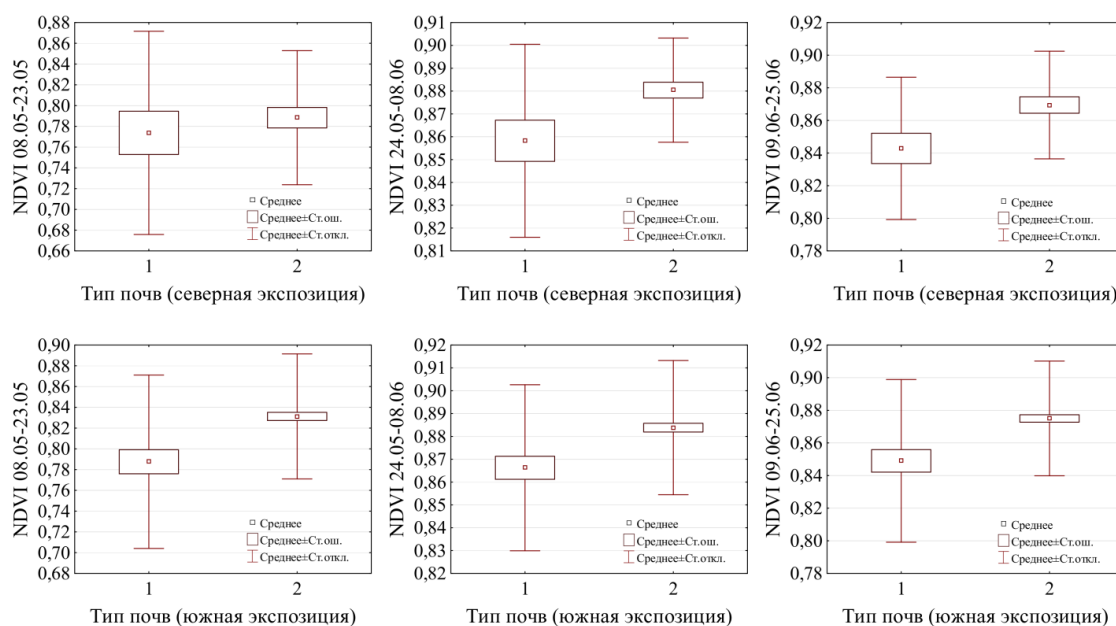 NDVI 08.05-23.05
0,88
0,86
0,84
0,82
0,80
0,78
0,76
0,74
0,72
0,70
0,68
0,66
Среднее
Среднее±Ст.ош.
Среднее±Ст.откл.
1 2
Тип почв (северная экспозиция)
NDVI 24.05-08.06
0,91
0,90
0,89
0,88
0,87
0,86
0,85
0,84
0,83
0,82
0,81
Среднее
Среднее±Ст.ош.
Среднее±Ст.откл.
1 2
Тип почв (северная экспозиция)
NDVI 09.06-25.06
0,92
0,90
0,88
0,86
0,84
0,82
0,80
0,78
Среднее
Среднее±Ст.ош.
Среднее±Ст.откл.
1 2
Тип почв (северная экспозиция)
NDVI 08.05-23.05
0,90
0,88
0,86
0,84
0,82
0,80
0,78
0,76
0,74
0,72
0,70
0,68
Среднее
Среднее±Ст.ош.
Среднее±Ст.откл.
1 2
Тип почв (южная экспозиция)
NDVI 24.05-08.06
0,92
0,91
0,90
0,89
0,88
0,87
0,86
0,85
0,84
0,83
0,82
Среднее
Среднее±Ст.ош.
Среднее±Ст.откл.
1 2
Тип почв (южная экспозиция)
NDVI 09.06-25.06
0,92
0,90
0,88
0,86
0,84
0,82
0,80
0,78
Среднее
Среднее±Ст.ош.
Среднее±Ст.откл.
1 2
Тип почв (южная экспозиция)